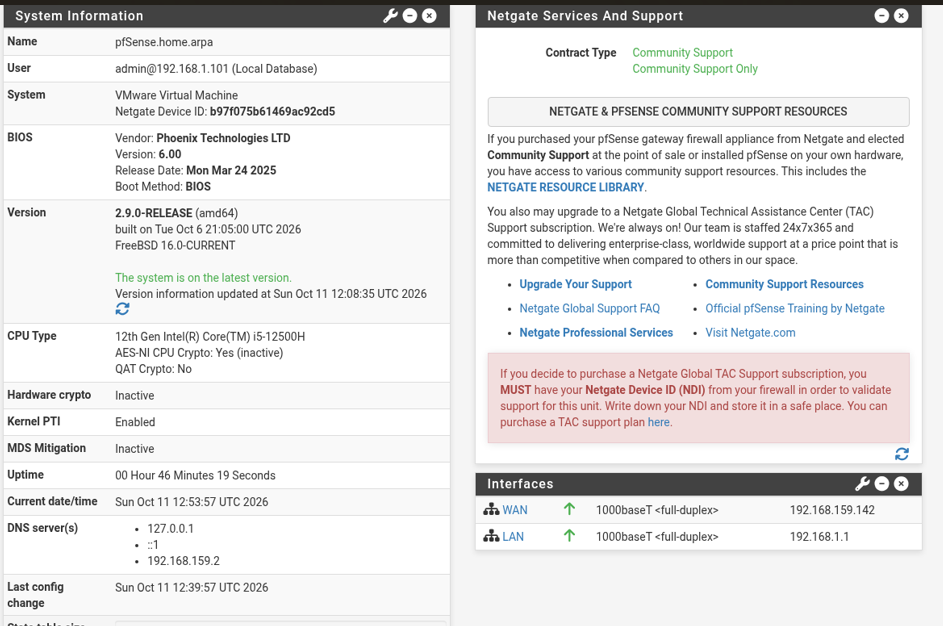 System Information
Name pfSense.home.arpa
User admin@192.168.1.101 (Local Database)
System VMware Virtual Machine
Netgate Device ID: b97f075b61469ac92cd5
BIOS Vendor: Phoenix Technologies LTD
Version: 6.00
Release Date: Mon Mar 24 2025
Boot Method: BIOS
Version 2.9.0-RELEASE (amd64)
built on Tue Oct 6 21:05:00 UTC 2026
FreeBSD 16.0-CURRENT
The system is on the latest version.
Version information updated at Sun Oct 11 12:08:35 UTC 2026
CPU Type 12th Gen Intel(R) Core(TM) i5-12500H
AES-NI CPU Crypto: Yes (inactive)
QAT Crypto: No
Hardware crypto Inactive
Kernel PTI Enabled
MDS Mitigation Inactive
Uptime 00 Hour 46 Minutes 19 Seconds
Current date/time Sun Oct 11 12:53:57 UTC 2026
DNS server(s) • 127.0.0.1
• ::1
• 192.168.159.2
Last config Sun Oct 11 12:39:57 UTC 2026
change
Netgate Services And Support
Contract Type Community Support
Community Support Only
NETGATE & PFSENSE COMMUNITY SUPPORT RESOURCES
If you purchased your pfSense gateway firewall appliance from Netgate and elected
Community Support at the point of sale or installed pfSense on your own hardware,
you have access to various community support resources. This includes the
NETGATE RESOURCE LIBRARY.
You also may upgrade to a Netgate Global Technical Assistance Center (TAC)
Support subscription. We're always on! Our team is staffed 24x7x365 and
committed to delivering enterprise-class, worldwide support at a price point that is
more than competitive when compared to others in our space.
• Upgrade Your Support • Community Support Resources
• Netgate Global Support FAQ • Official pfSense Training by Netgate
• Netgate Professional Services • Visit Netgate.com
If you decide to purchase a Netgate Global TAC Support subscription, you
MUST have your Netgate Device ID (NDI) from your firewall in order to validate
support for this unit. Write down your NDI and store it in a safe place. You can
purchase a TAC support plan here.
Interfaces
WAN 1000baseT <full-duplex> 192.168.159.142
LAN 1000baseT <full-duplex> 192.168.1.1